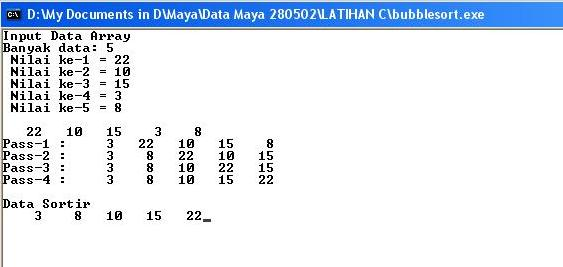 D:\My Documents in D\Maya\Data Maya 280502\LATIHAN C\bubblesort.exe
Input Data Array
Banyak data: 5
Nilai ke-1 = 22
Nilai ke-2 = 10
Nilai ke-3 = 15
Nilai ke-4 = 3
Nilai ke-5 = 8
22 10 15 3 8
Pass-1 : 3 22 10 15 8
Pass-2 : 3 8 22 10 15
Pass-3 : 3 8 10 22 15
Pass-4 : 3 8 10 15 22
Data Sortir
3 8 10 15 22_